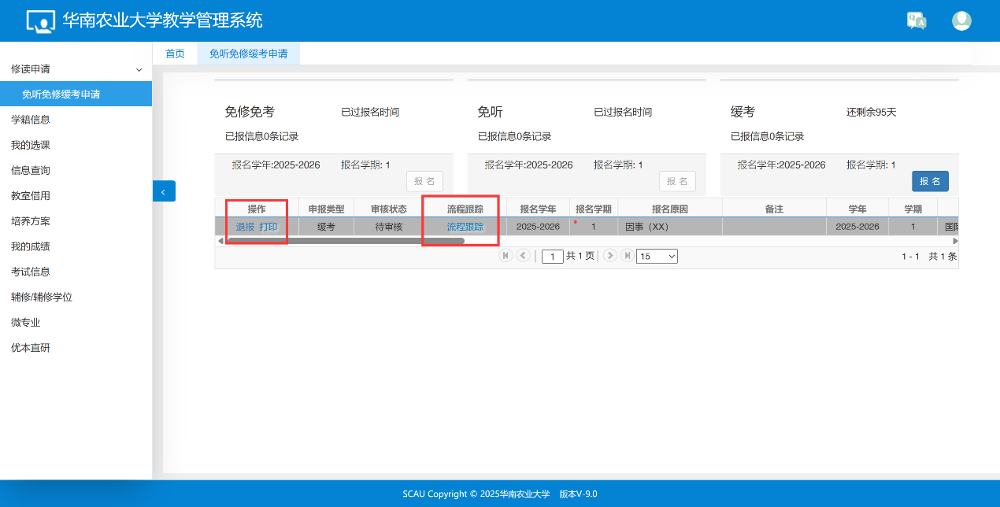 华南农业大学教学管理系统
首页 免听免修缓考申请
修读申请
免听免修缓考申请
学籍信息
我的选课
信息查询
教室借用
培养方案
我的成绩
考试信息
辅修/辅修学位
微专业
优本直研
免修免考 已过报名时间
已报信息0条记录
报名学年:2025-2026 报名学期: 1
报 名
免听 已过报名时间
已报信息0条记录
报名学年:2025-2026 报名学期: 1
报 名
缓考 还剩余95天
已报信息0条记录
报名学年:2025-2026 报名学期: 1
报 名
操作 申报类型 审核状态 流程跟踪 报名学年 报名学期 报名原因 备注 学年 学期
退报 打印 缓考 待审核 流程跟踪 2025-2026 1 因事（XX） 2025-2026 1
1 共 1 页 15 1 - 1 共 1 条
SCAU Copyright © 2025华南农业大学 版本V-9.0